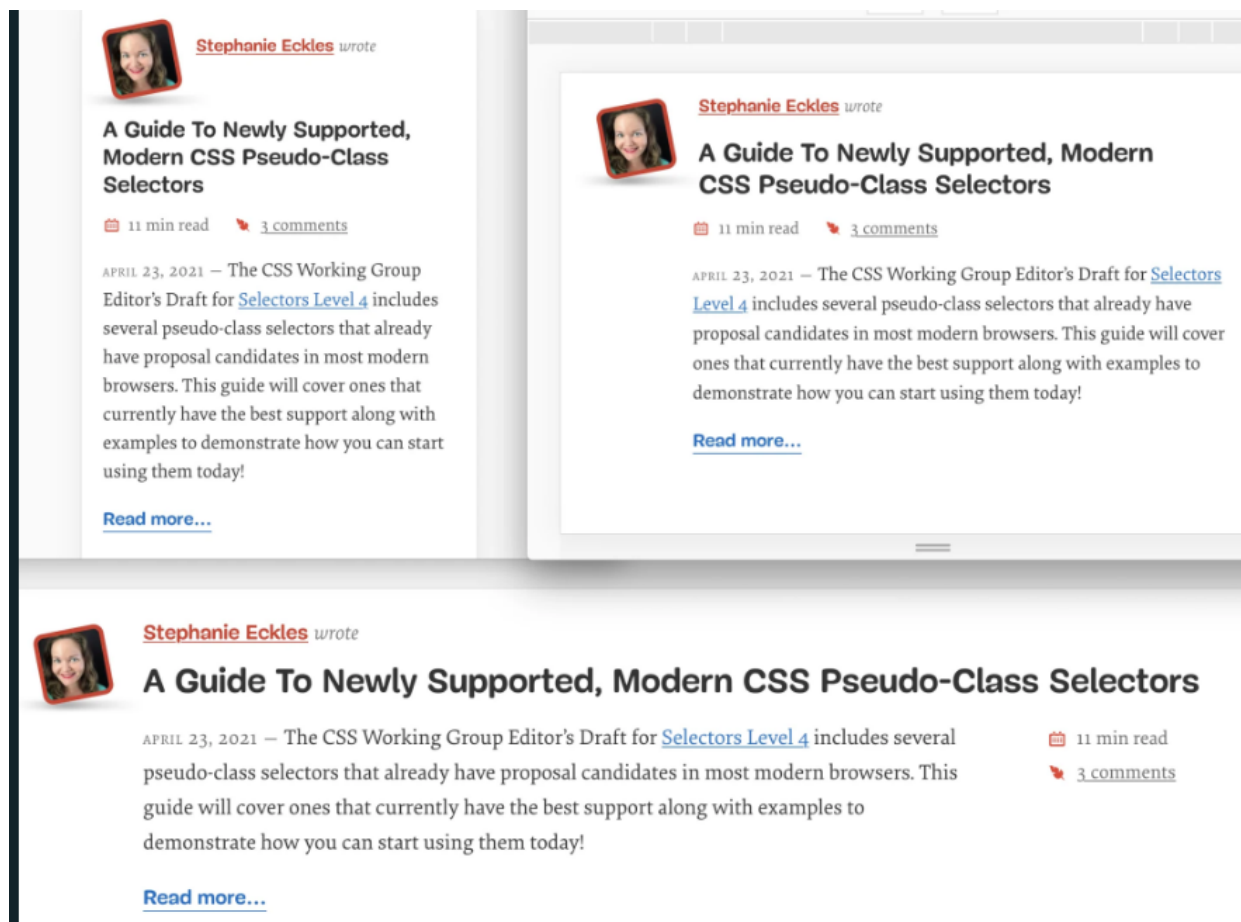 Stephanie Eckles wrote
A Guide To Newly Supported,
Modern CSS Pseudo-Class
Selectors
11 min read 3 comments
APRIL 23, 2021 — The CSS Working Group
Editor's Draft for Selectors Level 4 includes
several pseudo-class selectors that already
have proposal candidates in most modern
browsers. This guide will cover ones that
currently have the best support along with
examples to demonstrate how you can start
using them today!
Read more...
Stephanie Eckles wrote
A Guide To Newly Supported, Modern
CSS Pseudo-Class Selectors
11 min read 3 comments
APRIL 23, 2021 — The CSS Working Group Editor's Draft for Selectors
Level 4 includes several pseudo-class selectors that already have
proposal candidates in most modern browsers. This guide will cover
ones that currently have the best support along with examples to
demonstrate how you can start using them today!
Read more...
Stephanie Eckles wrote
A Guide To Newly Supported, Modern CSS Pseudo-Class Selectors
APRIL 23, 2021 — The CSS Working Group Editor's Draft for Selectors Level 4 includes several
pseudo-class selectors that already have proposal candidates in most modern browsers. This
guide will cover ones that currently have the best support along with examples to
demonstrate how you can start using them today!
Read more...
11 min read
3 comments